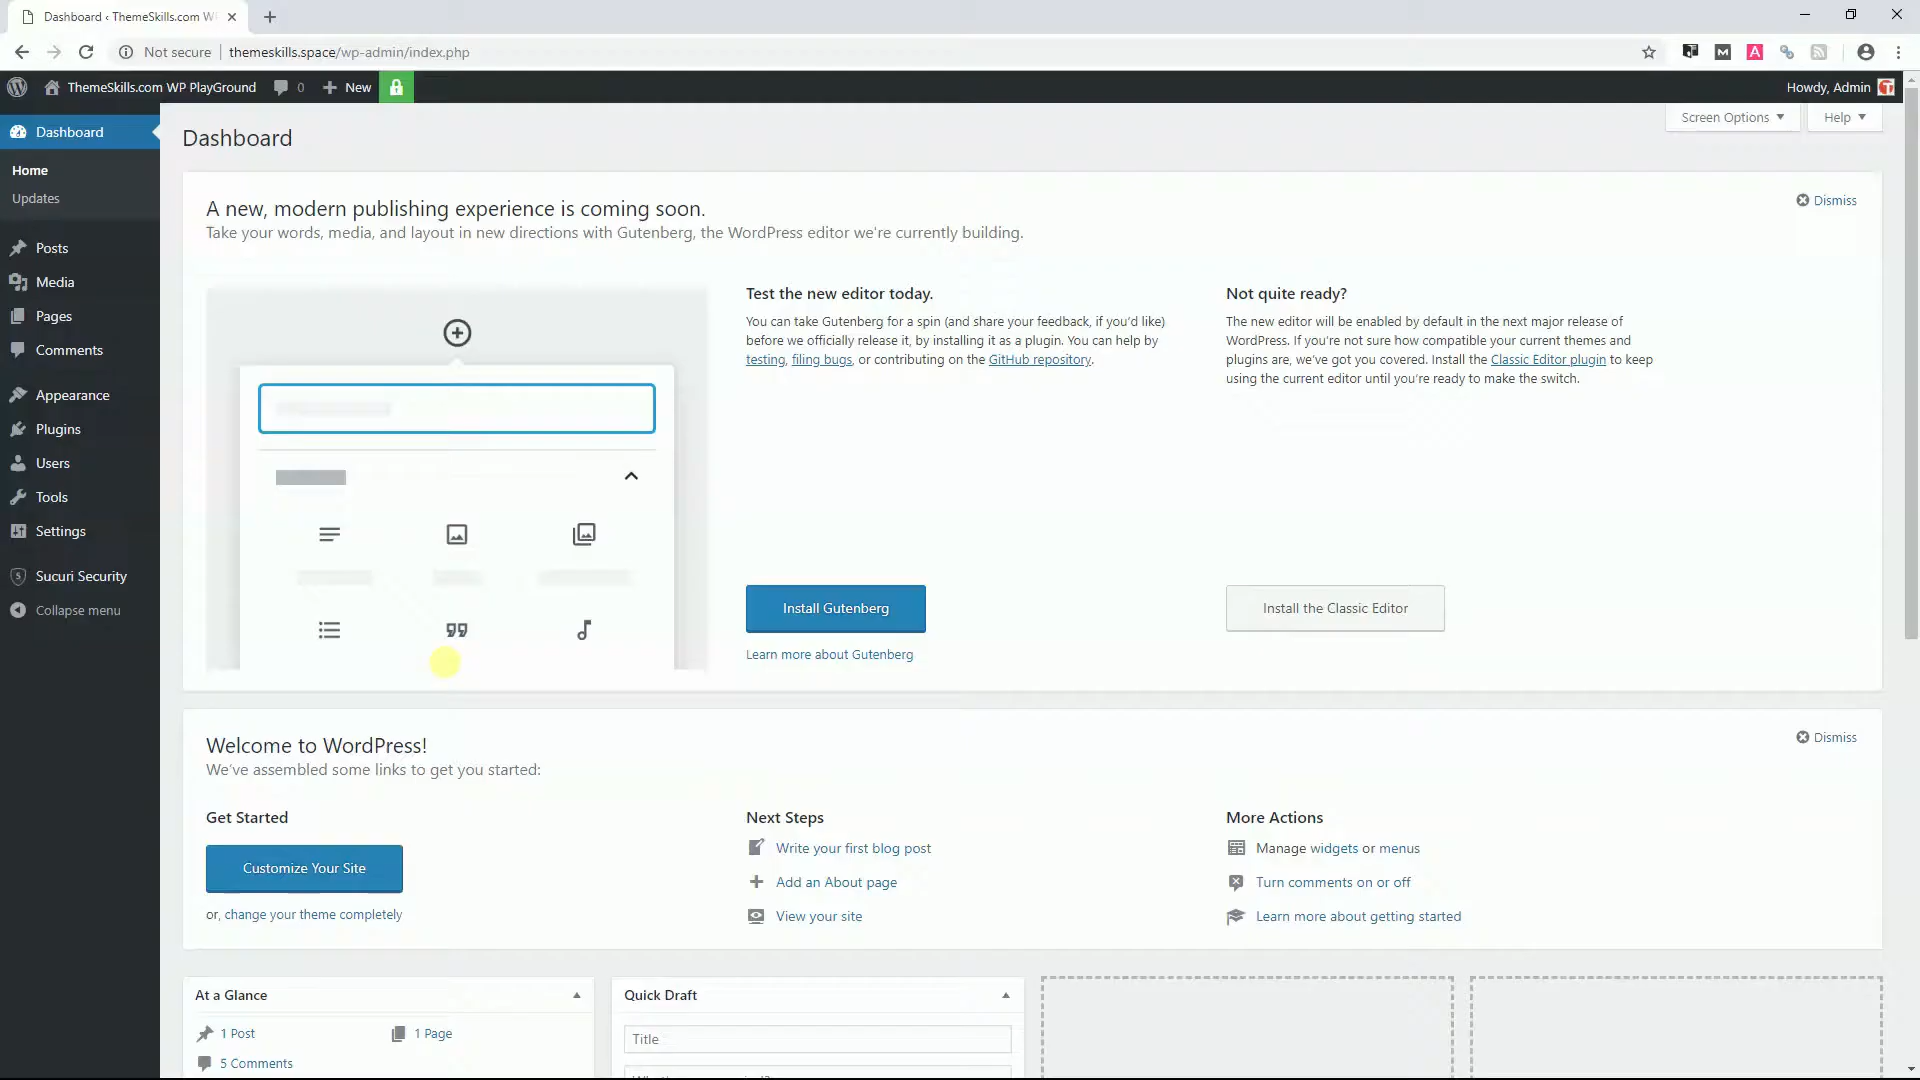 Dashboard ‹ ThemeSkills.com W
Not secure | themeskills.space/wp-admin/index.php
ThemeSkills.com WP PlayGround 0 New Howdy, Admin
Dashboard
Home
Updates
Posts
Media
Pages
Comments
Appearance
Plugins
Users
Tools
Settings
Sucuri Security
Collapse menu
Screen Options Help
Dashboard
A new, modern publishing experience is coming soon.
Dismiss
Take your words, media, and layout in new directions with Gutenberg, the WordPress editor we're currently building.
Test the new editor today.
You can take Gutenberg for a spin (and share your feedback, if you'd like)
before we officially release it, by installing it as a plugin. You can help by
testing, filing bugs, or contributing on the GitHub repository.
Install Gutenberg
Learn more about Gutenberg
Not quite ready?
The new editor will be enabled by default in the next major release of
WordPress. If you're not sure how compatible your current themes and
plugins are, we've got you covered. Install the Classic Editor plugin to keep
using the current editor until you're ready to make the switch.
Install the Classic Editor
Welcome to WordPress!
Dismiss
We've assembled some links to get you started:
Get Started
Customize Your Site
or, change your theme completely
Next Steps
Write your first blog post
Add an About page
View your site
More Actions
Manage widgets or menus
Turn comments on or off
Learn more about getting started
At a Glance
1 Post 1 Page
5 Comments
Quick Draft
Title